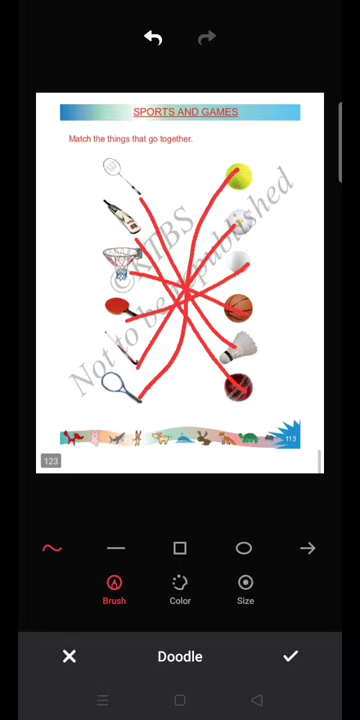 SPORTS AND GAMES
Match the things that go together.
©KTBS
Not to be republished
113
123
Brush
Color
Size
Doodle